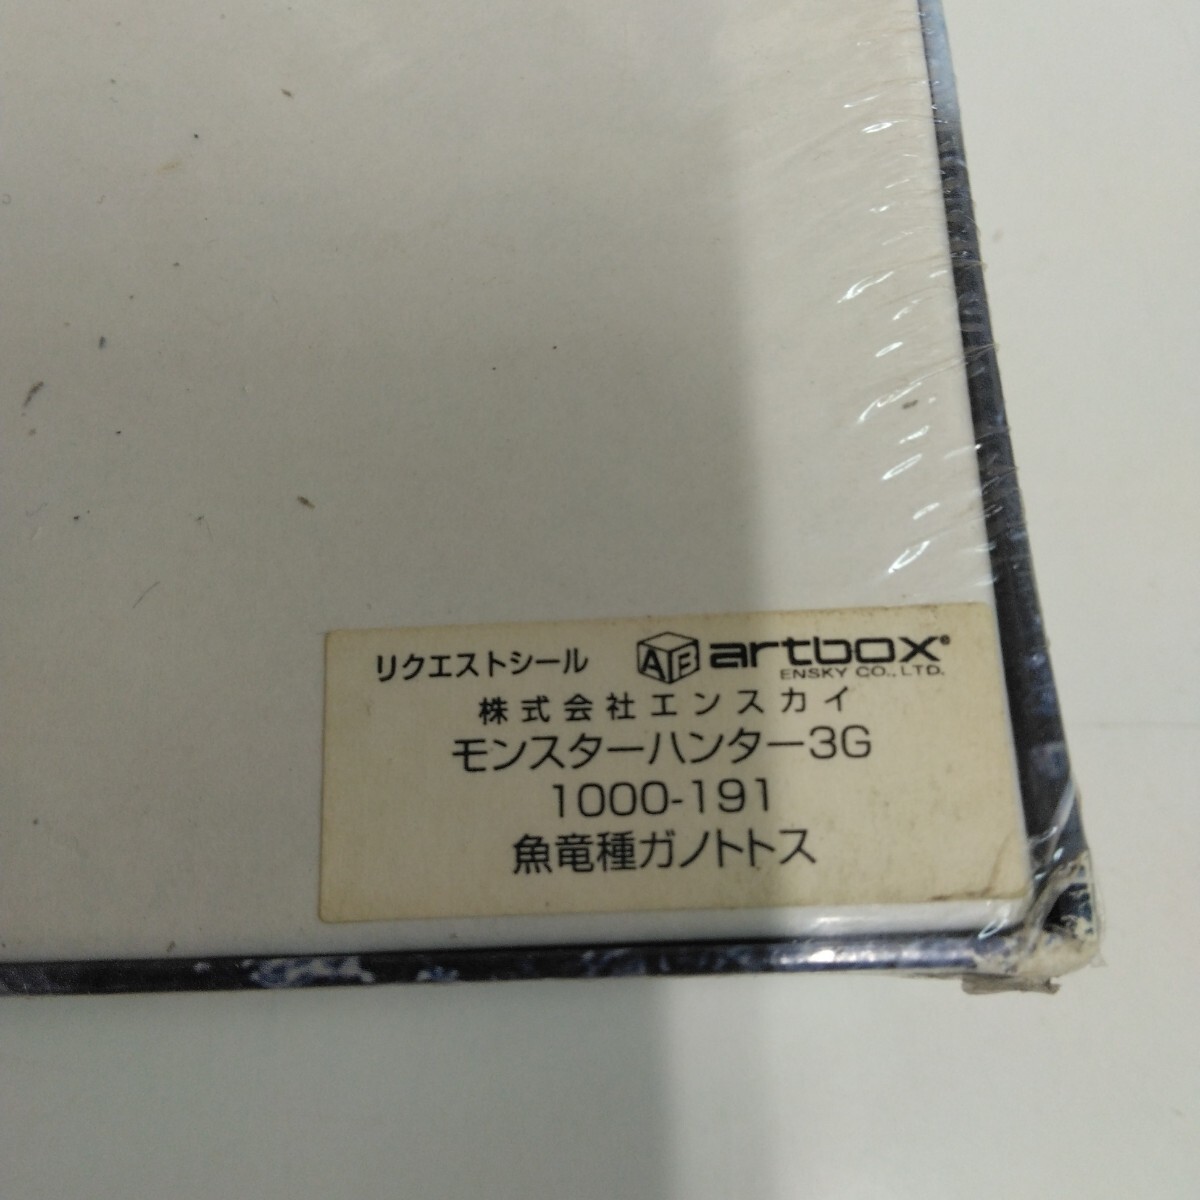 リクエストシール AE artbox®
ENSKY CO., LTD.
株式会社エンスカイ
モンスターハンター3G
1000-191
魚竜種ガノトトス